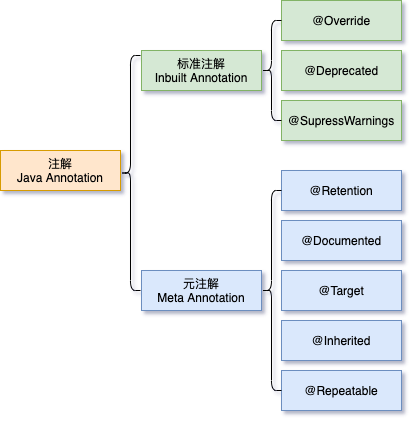 注解
Java Annotation
标准注解
Inbuilt Annotation
@Override
@Deprecated
@SupressWarnings
元注解
Meta Annotation
@Retention
@Documented
@Target
@Inherited
@Repeatable